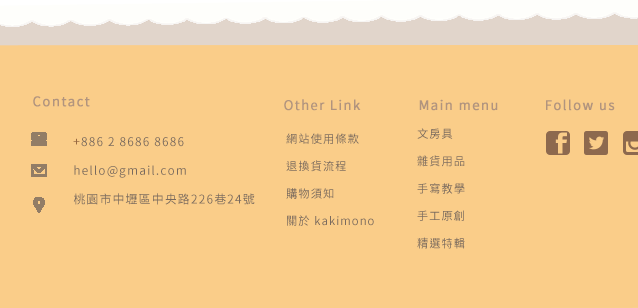 Contact
+886 2 8686 8686
hello@gmail.com
桃園市中壢區中央路226巷24號
Other Link
網站使用條款
退換貨流程
購物須知
關於 kakimono
Main menu
文房具
雜貨用品
手寫教學
手工原創
精選特輯
Follow us